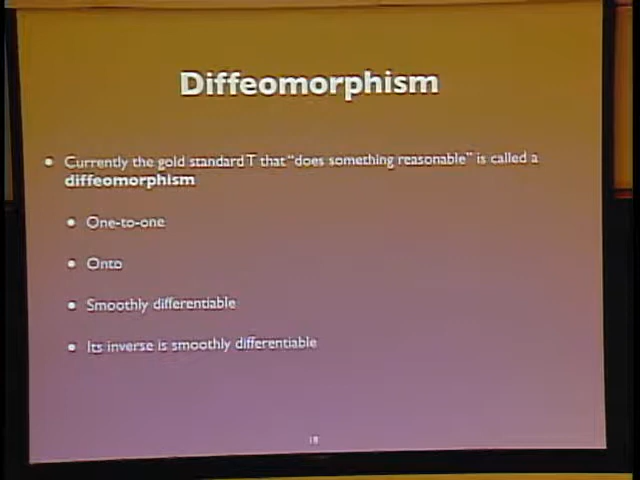 Diffeomorphism
• Currently the gold standard T that "does something reasonable" is called a
diffeomorphism
• One-to-one
• Onto
• Smoothly differentiable
• Its inverse is smoothly differentiable
18